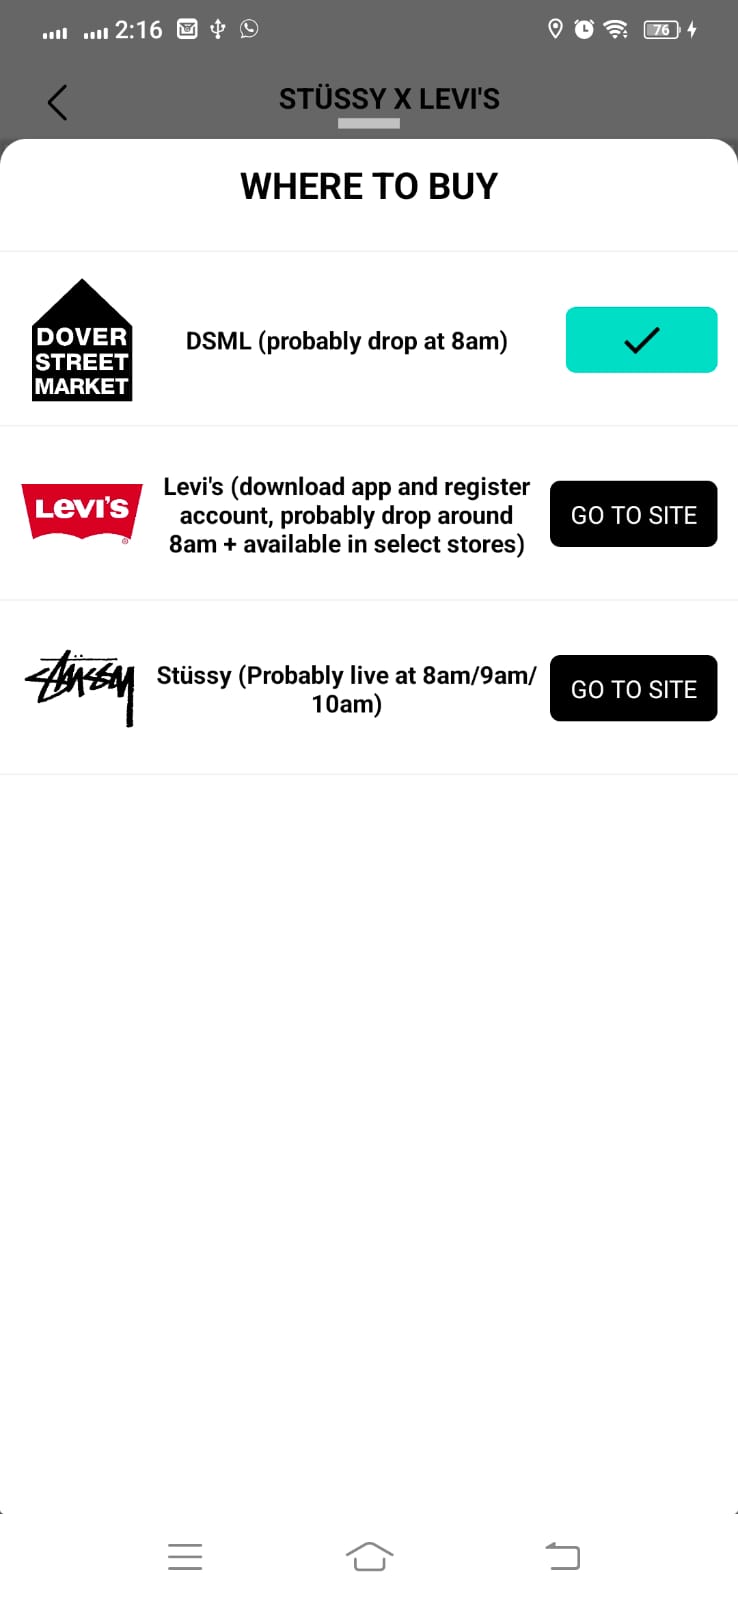 2:16
76
STÜSSY X LEVI'S
WHERE TO BUY
DOVER
STREET
MARKET
DSML (probably drop at 8am)
LEVI'S
®
Levi's (download app and register
account, probably drop around
8am + available in select stores)
GO TO SITE
Stüssy
Stüssy (Probably live at 8am/9am/
10am)
GO TO SITE